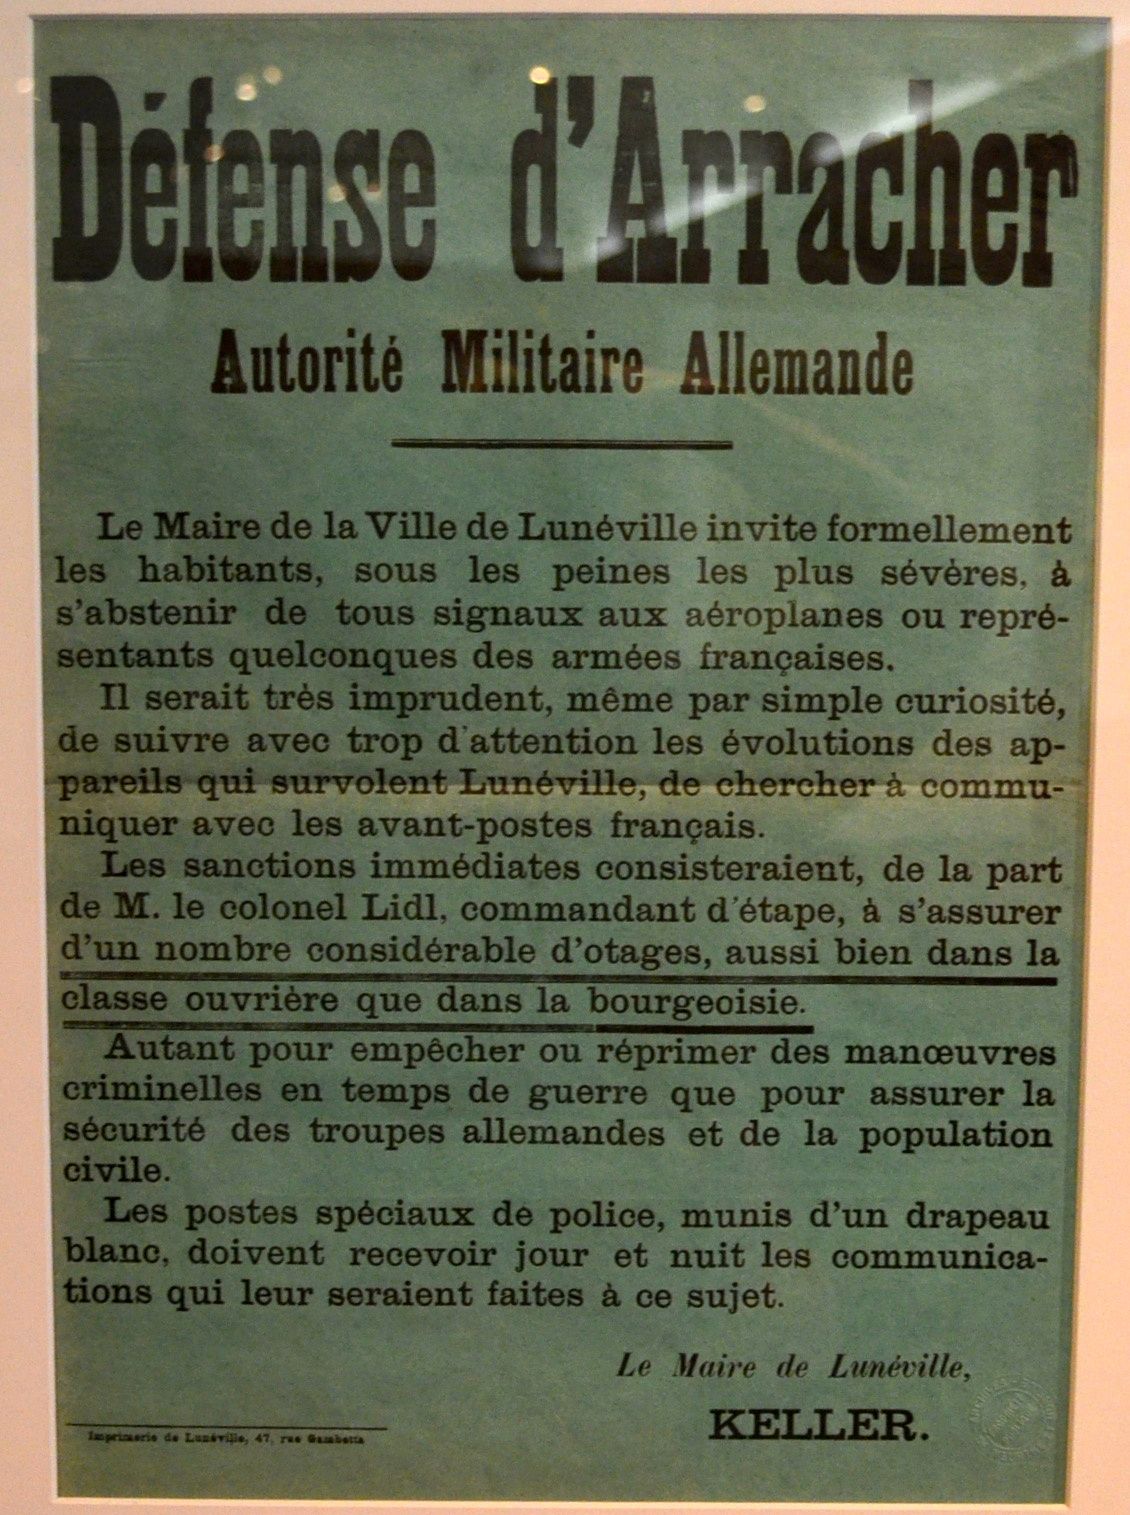 Défense d'Arracher
Autorité Militaire Allemande
Le Maire de la Ville de Lunéville invite formellement
les habitants, sous les peines les plus sévères, à
s'abstenir de tous signaux aux aéroplanes ou repré-
sentants quelconques des armées françaises.
Il serait très imprudent, même par simple curiosité,
de suivre avec trop d'attention les évolutions des ap-
pareils qui survolent Lunéville, de chercher à commu-
niquer avec les avant-postes français.
Les sanctions immédiates consisteraient, de la part
de M. le colonel Lidl, commandant d'étape, à s'assurer
d'un nombre considérable d'otages, aussi bien dans la
classe ouvrière que dans la bourgeoisie.
Autant pour empêcher ou réprimer des manœuvres
criminelles en temps de guerre que pour assurer la
sécurité des troupes allemandes et de la population
civile.
Les postes spéciaux de police, munis d'un drapeau
blanc, doivent recevoir jour et nuit les communica-
tions qui leur seraient faites à ce sujet.
Le Maire de Lunéville,
KELLER.
Imprimerie de Lunéville, 47, rue Gambetta